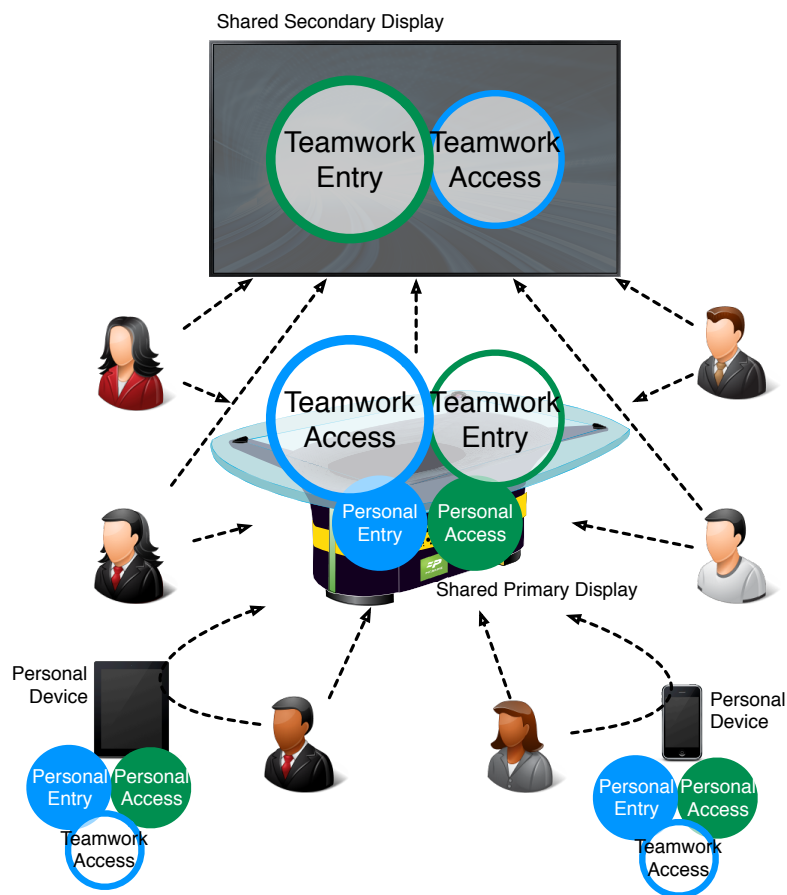 Shared Secondary Display
Teamwork
Entry
Teamwork
Access
Teamwork
Access
Teamwork
Entry
Personal
Entry
Personal
Access
Shared Primary Display
Personal
Device
Personal
Entry
Personal
Access
Teamwork
Access
Personal
Device
Personal
Entry
Personal
Access
Teamwork
Access